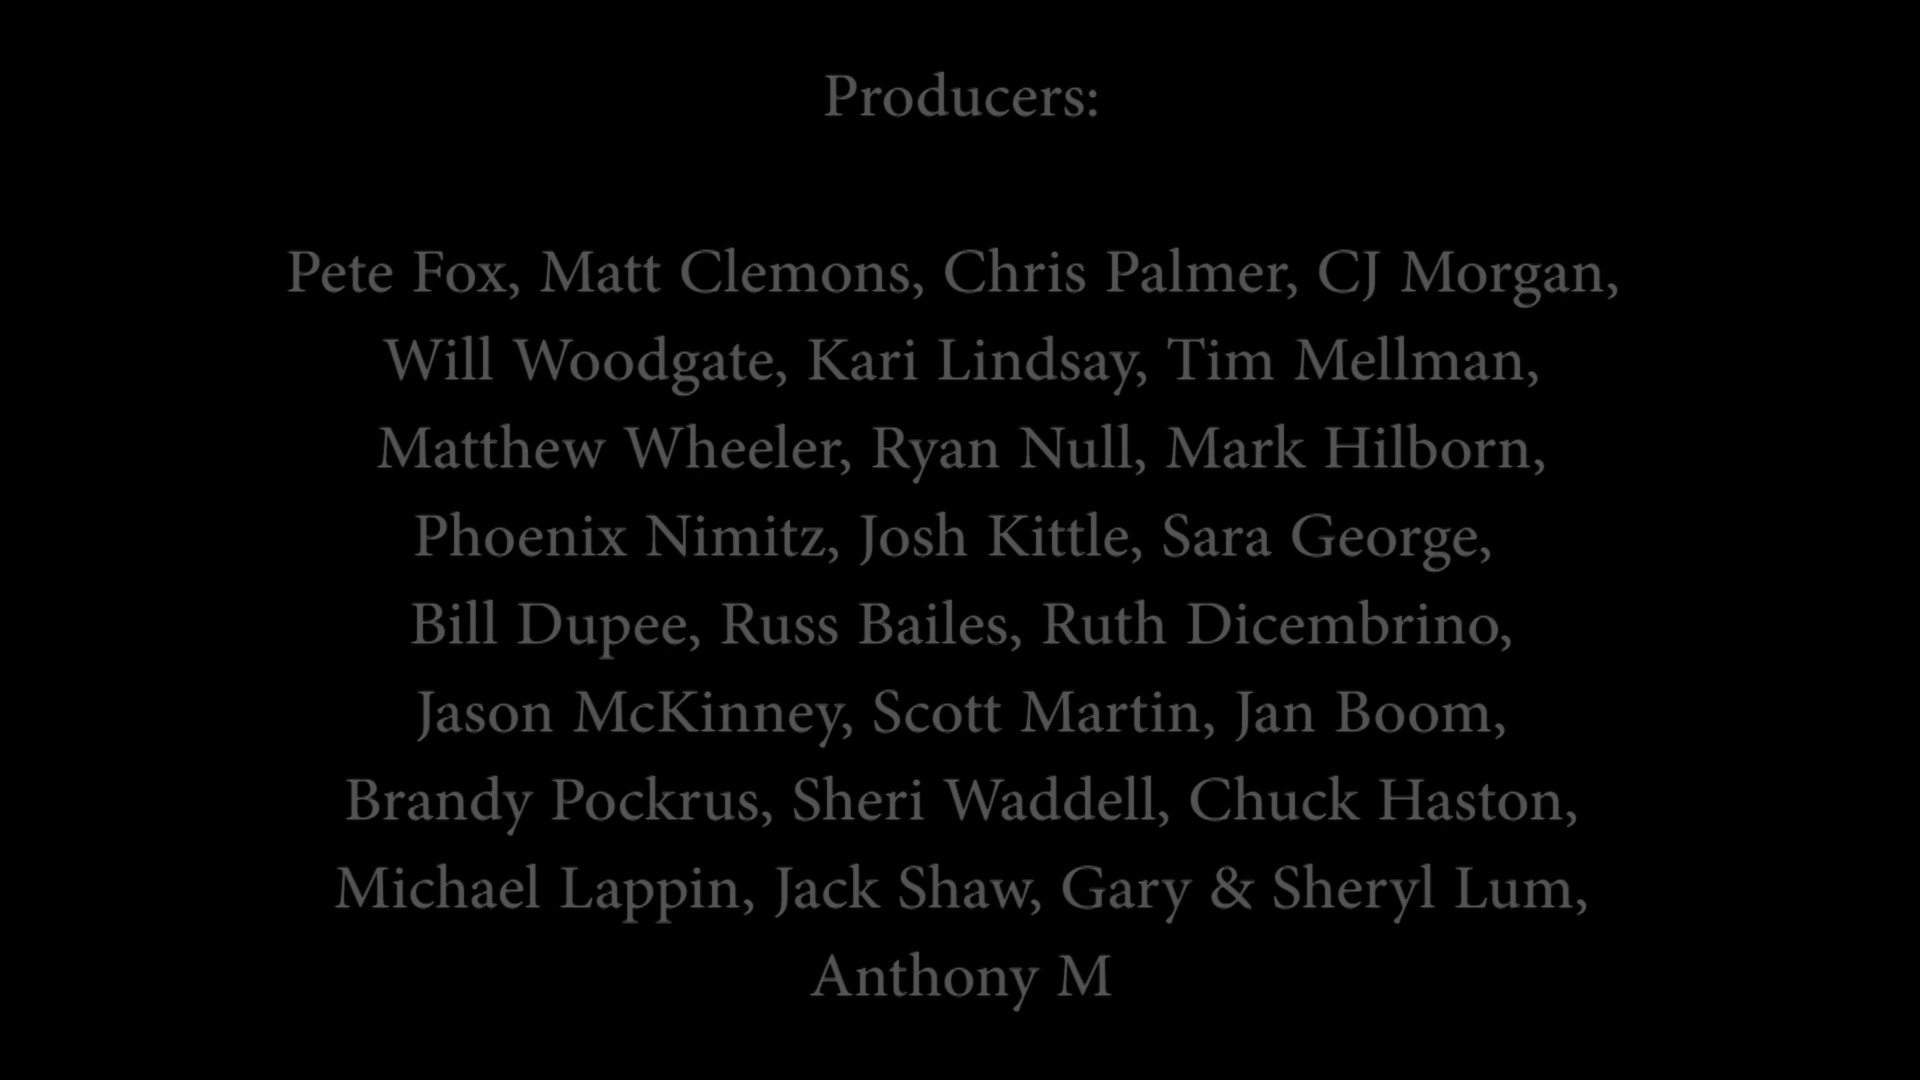 Producers:
Pete Fox, Matt Clemons, Chris Palmer, CJ Morgan,
Will Woodgate, Kari Lindsay, Tim Mellman,
Matthew Wheeler, Ryan Null, Mark Hilborn,
Phoenix Nimitz, Josh Kittle, Sara George,
Bill Dupee, Russ Bailes, Ruth Dicembrino,
Jason McKinney, Scott Martin, Jan Boom,
Brandy Pockrus, Sheri Waddell, Chuck Haston,
Michael Lappin, Jack Shaw, Gary & Sheryl Lum,
Anthony M